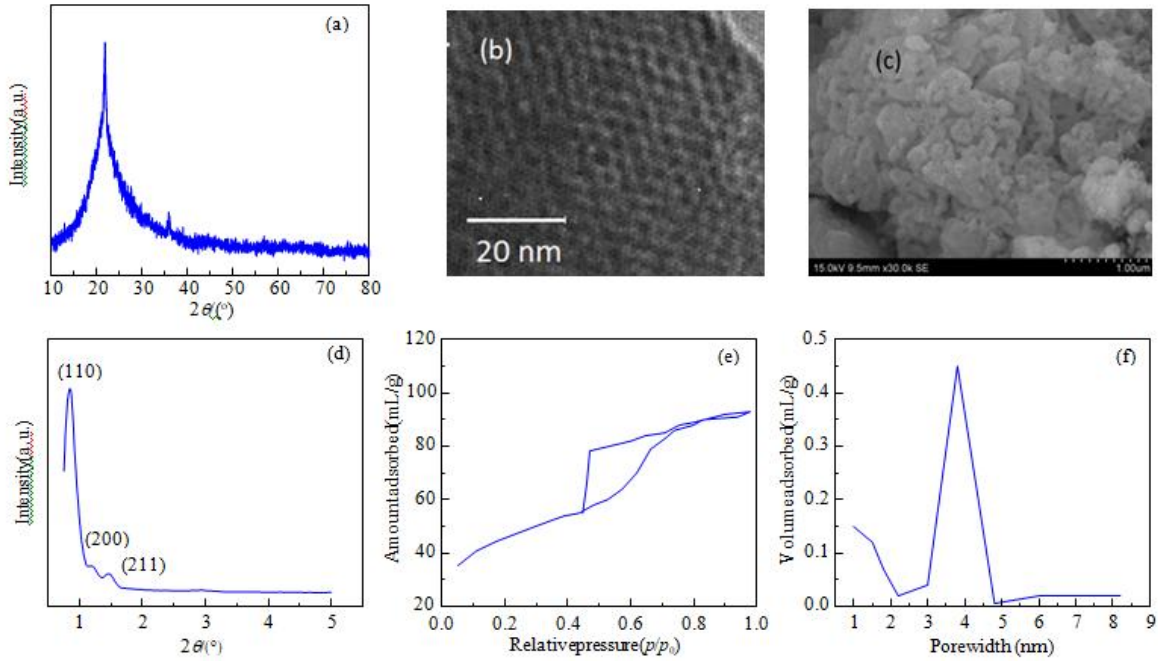 (a)
Intensity(a.u.)
10 20 30 40 50 60 70 80
2θ/(°)
(b)
20 nm
(c)
15.0kV 9.5mm x30.0k SE
1.00um
(d)
(110)
(200)
(211)
Intensity(a.u.)
1 2 3 4 5
2θ/(°)
(e)
Amountadsorbed(mL/g)
120
100
80
60
40
20
0.0 0.2 0.4 0.6 0.8 1.0
Relativepressure(p/p₀)
(f)
Volumeadsorbed(mL/g)
0.5
0.4
0.3
0.2
0.1
0.0
1 2 3 4 5 6 7 8 9
Porewidth (nm)